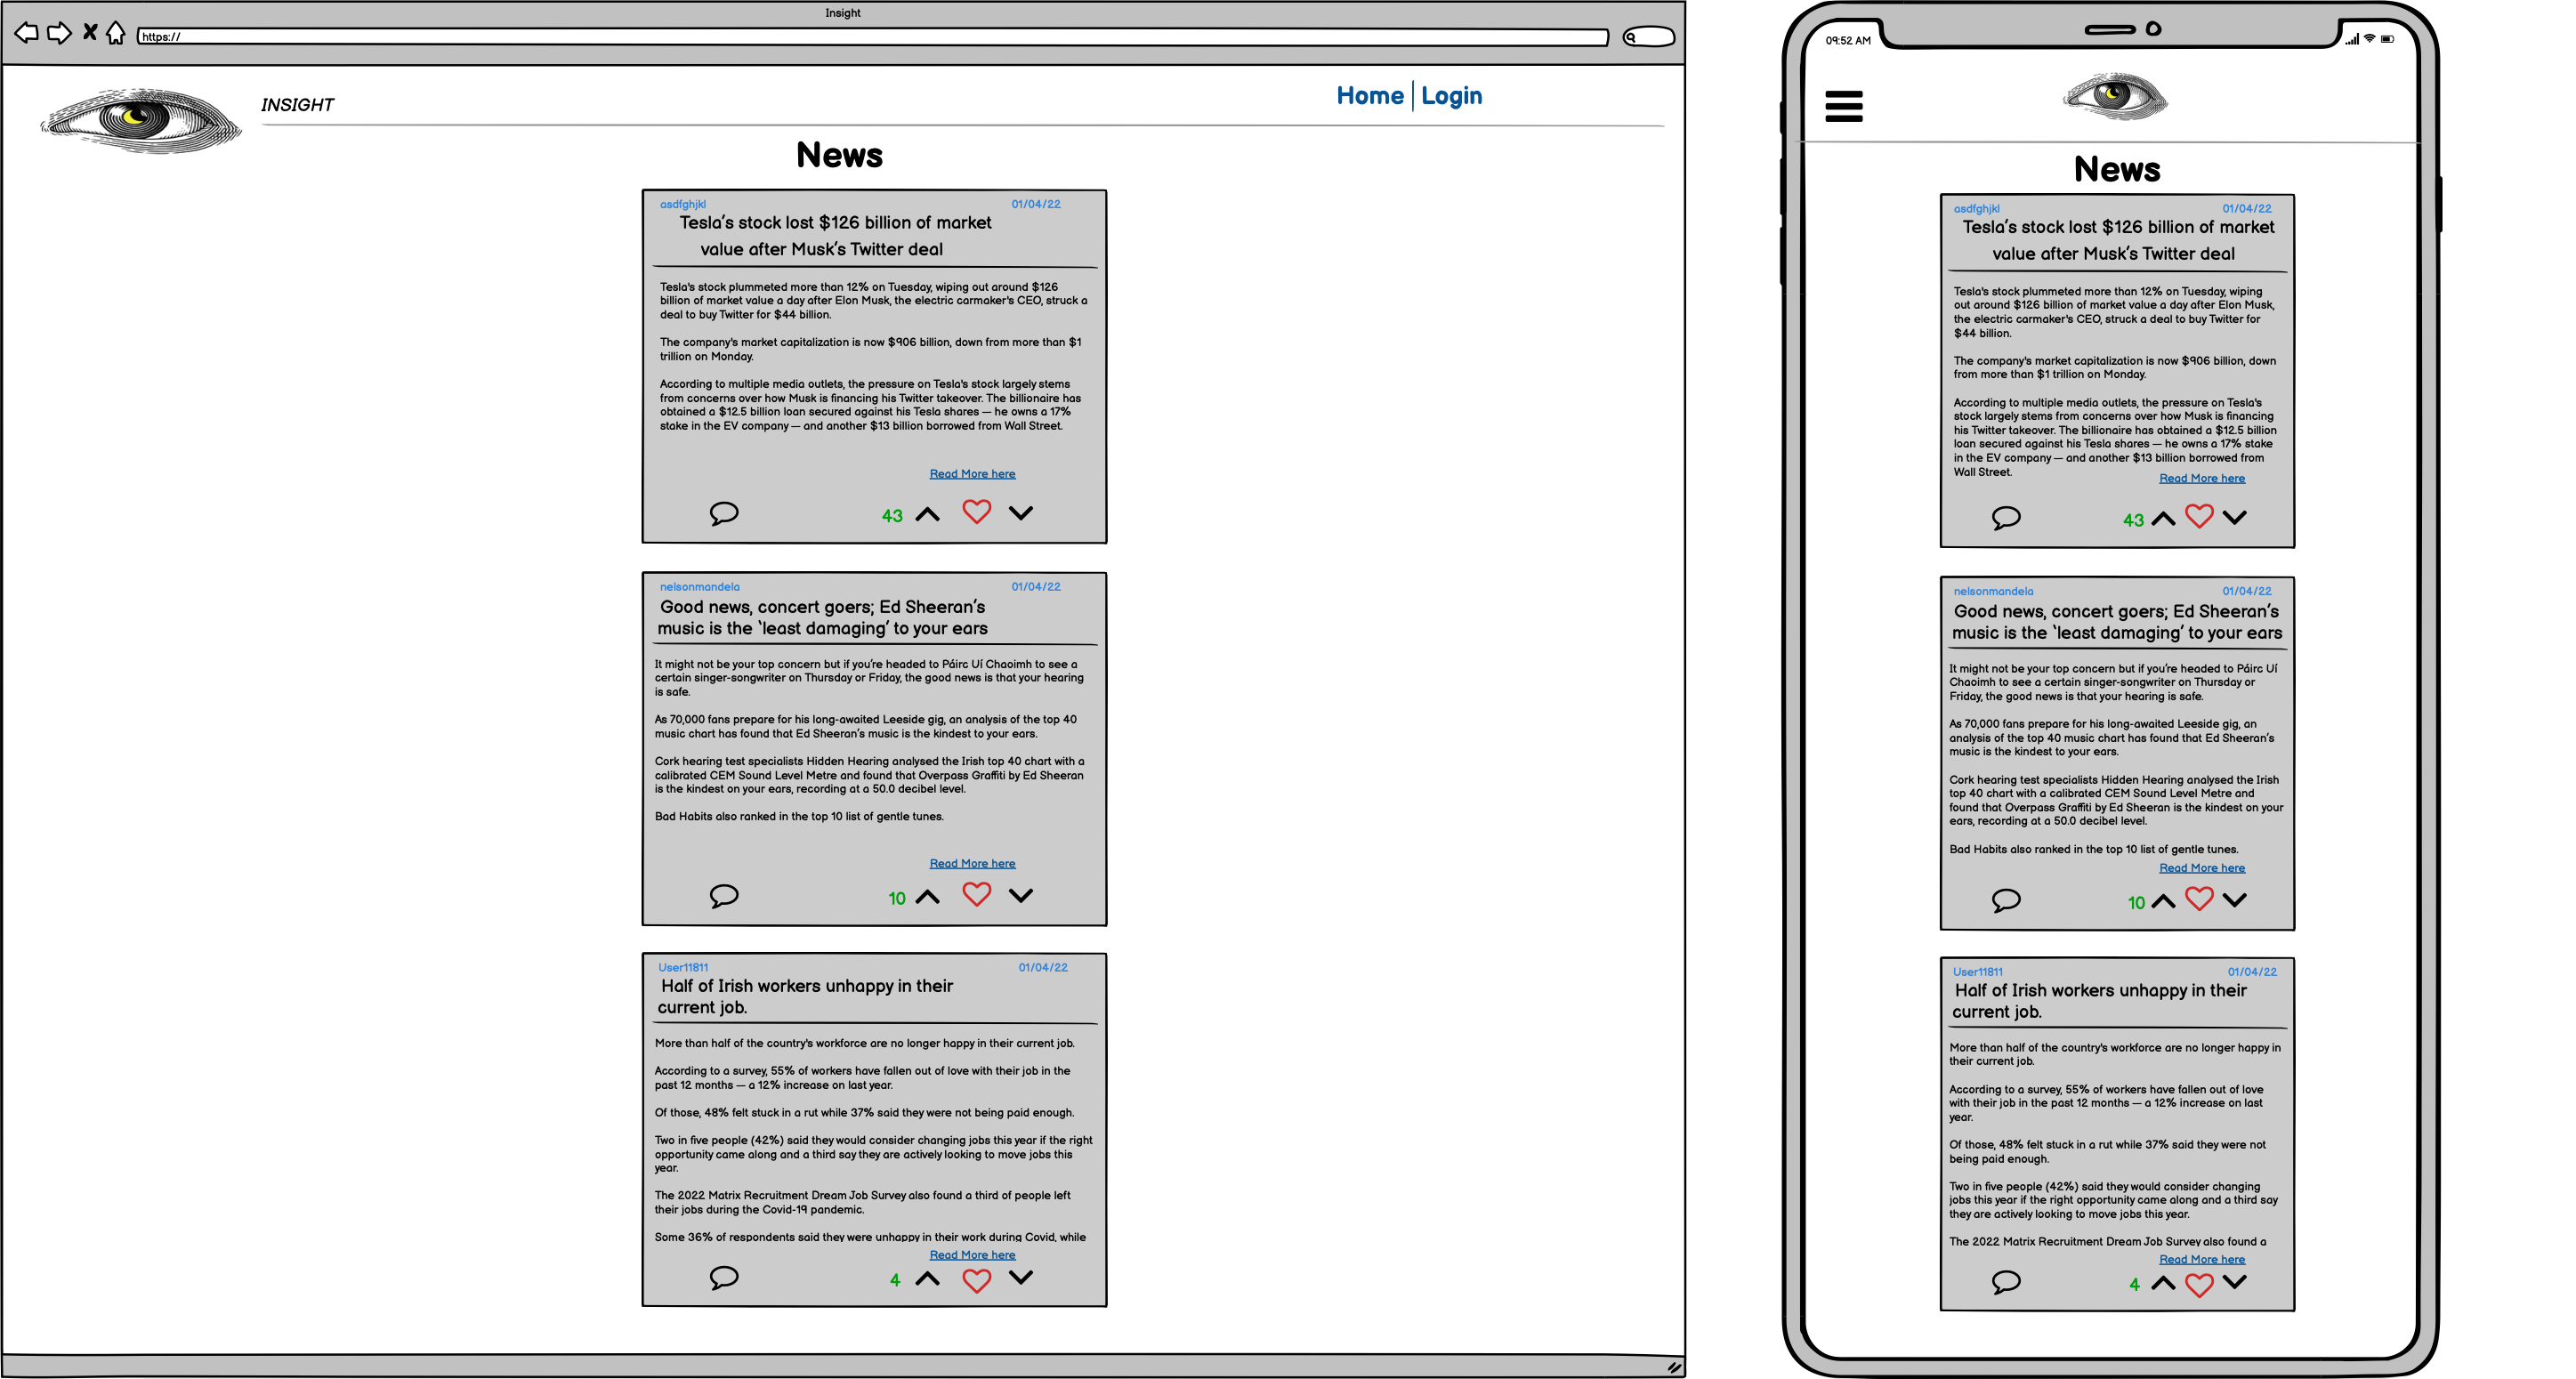 Insight
https://
INSIGHT
Home Login
News
asdfghjkl 01/04/22
Tesla's stock lost $126 billion of market
value after Musk's Twitter deal
Tesla's stock plummeted more than 12% on Tuesday, wiping out around $126
billion of market value a day after Elon Musk, the electric carmaker's CEO, struck a
deal to buy Twitter for $44 billion.
The company's market capitalization is now $906 billion, down from more than $1
trillion on Monday.
According to multiple media outlets, the pressure on Tesla's stock largely stems
from concerns over how Musk is financing his Twitter takeover. The billionaire has
obtained a $12.5 billion loan secured against his Tesla shares — he owns a 17%
stake in the EV company — and another $13 billion borrowed from Wall Street.
Read More here
43
nelsonmandela 01/04/22
Good news, concert goers; Ed Sheeran's
music is the 'least damaging' to your ears
It might not be your top concern but if you're headed to Páirc Uí Chaoimh to see a
certain singer-songwriter on Thursday or Friday, the good news is that your hearing
is safe.
As 70,000 fans prepare for his long-awaited Leeside gig, an analysis of the top 40
music chart has found that Ed Sheeran's music is the kindest to your ears.
Cork hearing test specialists Hidden Hearing analysed the Irish top 40 chart with a
calibrated CEM Sound Level Metre and found that Overpass Graffiti by Ed Sheeran
is the kindest on your ears, recording at a 50.0 decibel level.
Bad Habits also ranked in the top 10 list of gentle tunes.
Read More here
10
User11811 01/04/22
Half of Irish workers unhappy in their
current job.
More than half of the country's workforce are no longer happy in their current job.
According to a survey, 55% of workers have fallen out of love with their job in the
past 12 months — a 12% increase on last year.
Of those, 48% felt stuck in a rut while 37% said they were not being paid enough.
Two in five people (42%) said they would consider changing jobs this year if the right
opportunity came along and a third say they are actively looking to move jobs this
year.
The 2022 Matrix Recruitment Dream Job Survey also found a third of people left
their jobs during the Covid-19 pandemic.
Some 36% of respondents said they were unhappy in their work during Covid, while
Read More here
4
09:52 AM
News
asdfghjkl 01/04/22
Tesla's stock lost $126 billion of market
value after Musk's Twitter deal
Tesla's stock plummeted more than 12% on Tuesday, wiping
out around $126 billion of market value a day after Elon Musk,
the electric carmaker's CEO, struck a deal to buy Twitter for
$44 billion.
The company's market capitalization is now $906 billion, down
from more than $1 trillion on Monday.
According to multiple media outlets, the pressure on Tesla's
stock largely stems from concerns over how Musk is financing
his Twitter takeover. The billionaire has obtained a $12.5 billion
loan secured against his Tesla shares — he owns a 17% stake
in the EV company — and another $13 billion borrowed from
Wall Street.
Read More here
43
nelsonmandela 01/04/22
Good news, concert goers; Ed Sheeran's
music is the 'least damaging' to your ears
It might not be your top concern but if you're headed to Páirc Uí
Chaoimh to see a certain singer-songwriter on Thursday or
Friday, the good news is that your hearing is safe.
As 70,000 fans prepare for his long-awaited Leeside gig, an
analysis of the top 40 music chart has found that Ed Sheeran's
music is the kindest to your ears.
Cork hearing test specialists Hidden Hearing analysed the Irish
top 40 chart with a calibrated CEM Sound Level Metre and
found that Overpass Graffiti by Ed Sheeran is the kindest on your
ears, recording at a 50.0 decibel level.
Bad Habits also ranked in the top 10 list of gentle tunes.
Read More here
10
User11811 01/04/22
Half of Irish workers unhappy in their
current job.
More than half of the country's workforce are no longer happy in
their current job.
According to a survey, 55% of workers have fallen out of love
with their job in the past 12 months — a 12% increase on last
year.
Of those, 48% felt stuck in a rut while 37% said they were not
being paid enough.
Two in five people (42%) said they would consider changing
jobs this year if the right opportunity came along and a third say
they are actively looking to move jobs this year.
The 2022 Matrix Recruitment Dream Job Survey also found a
Read More here
4